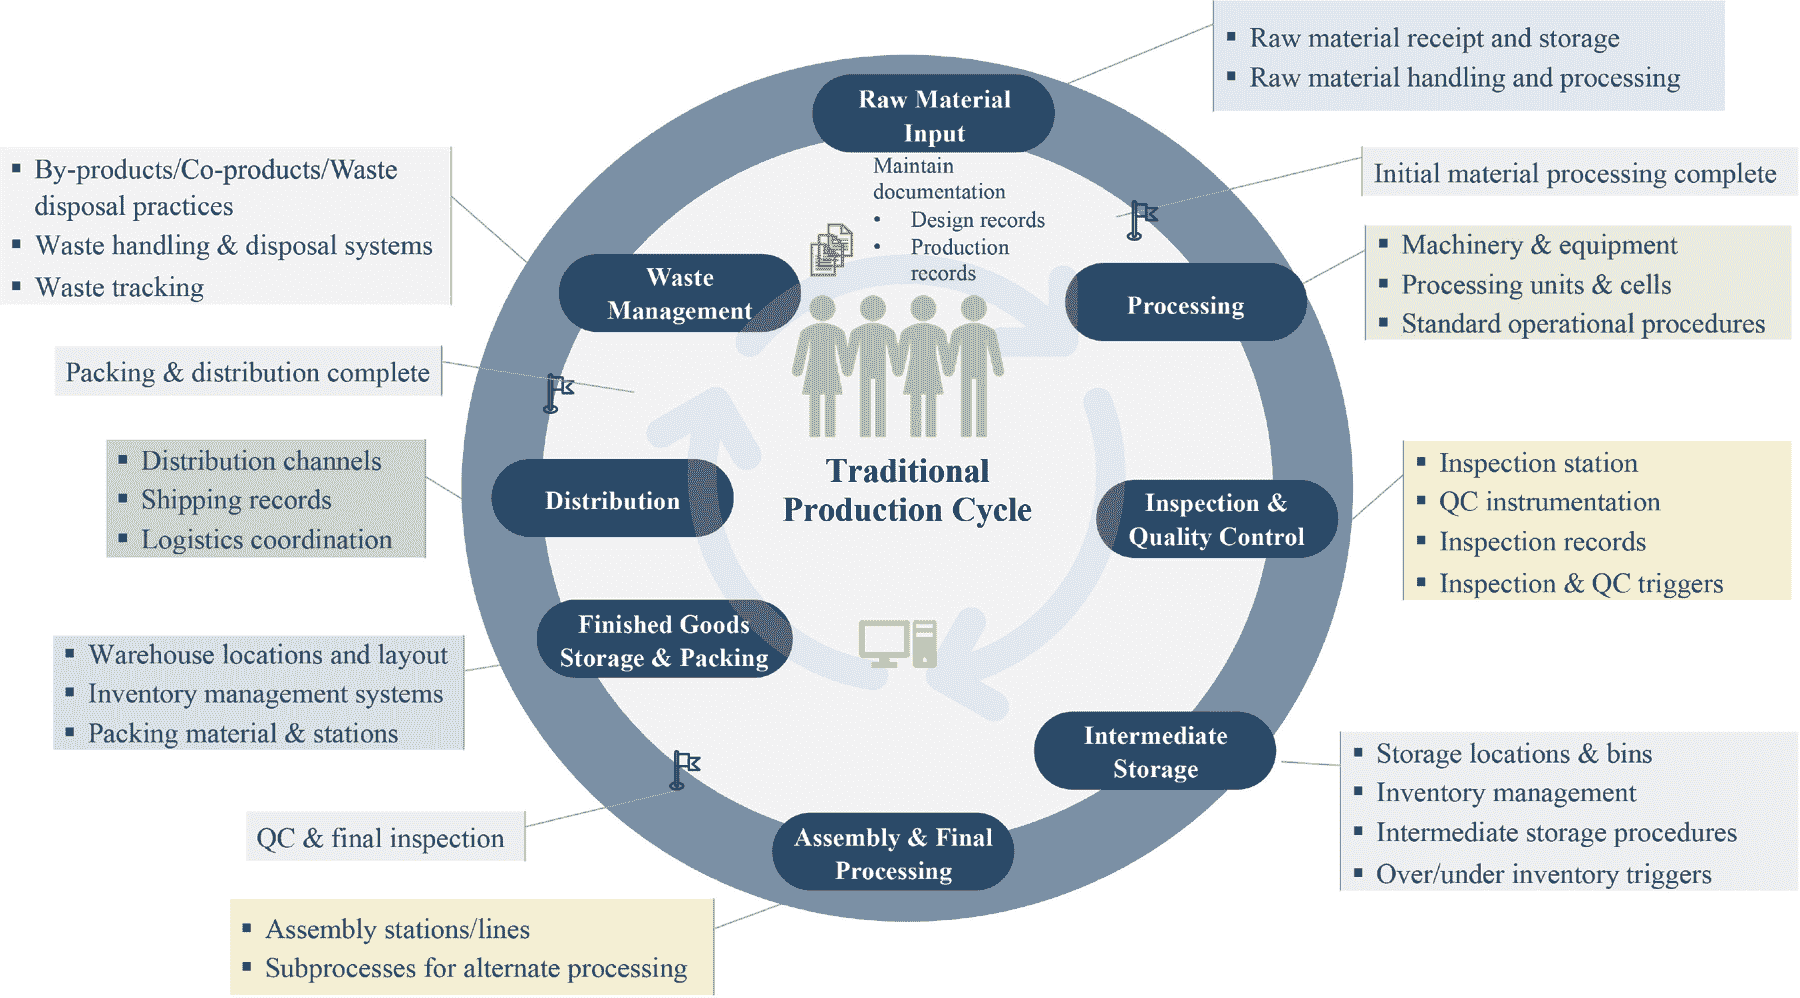 Raw Material
Input
Maintain
documentation
• Design records
• Production
records
▪ Raw material receipt and storage
▪ Raw material handling and processing
Initial material processing complete
Processing
▪ Machinery & equipment
▪ Processing units & cells
▪ Standard operational procedures
Inspection &
Quality Control
▪ Inspection station
▪ QC instrumentation
▪ Inspection records
▪ Inspection & QC triggers
Intermediate
Storage
▪ Storage locations & bins
▪ Inventory management
▪ Intermediate storage procedures
▪ Over/under inventory triggers
Assembly & Final
Processing
▪ Assembly stations/lines
▪ Subprocesses for alternate processing
QC & final inspection
Finished Goods
Storage & Packing
▪ Warehouse locations and layout
▪ Inventory management systems
▪ Packing material & stations
Distribution
▪ Distribution channels
▪ Shipping records
▪ Logistics coordination
Packing & distribution complete
Waste
Management
▪ By-products/Co-products/Waste
disposal practices
▪ Waste handling & disposal systems
▪ Waste tracking
Traditional
Production Cycle